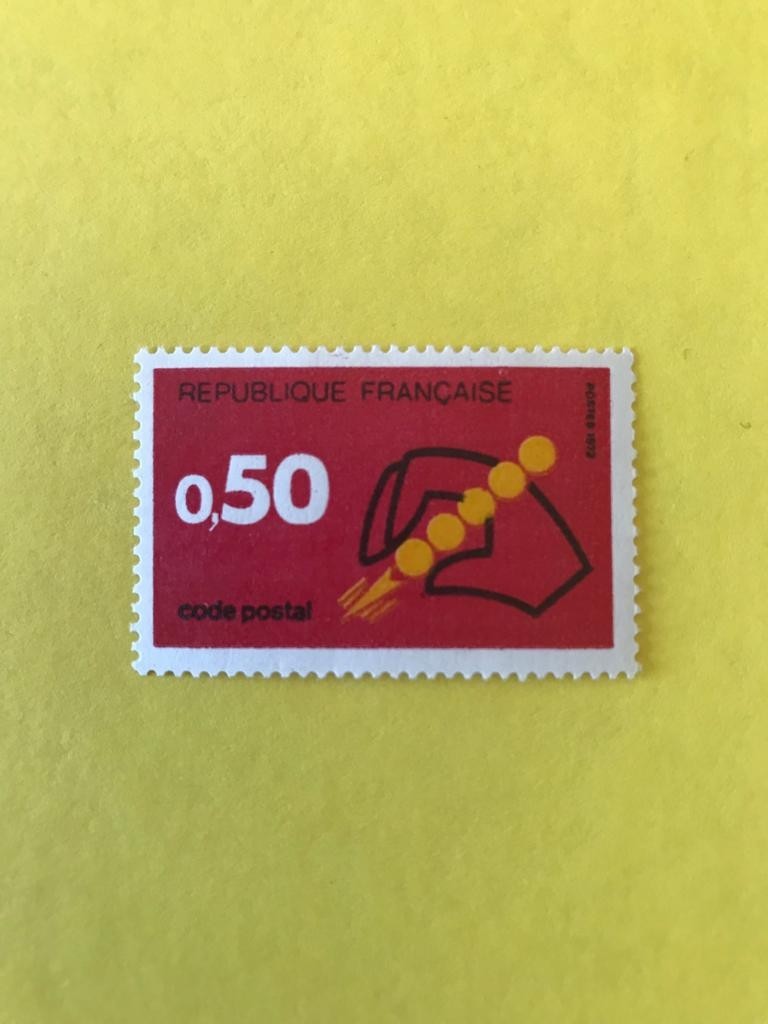 REPUBLIQUE FRANÇAISE
POSTES 1972
0,50
code postal